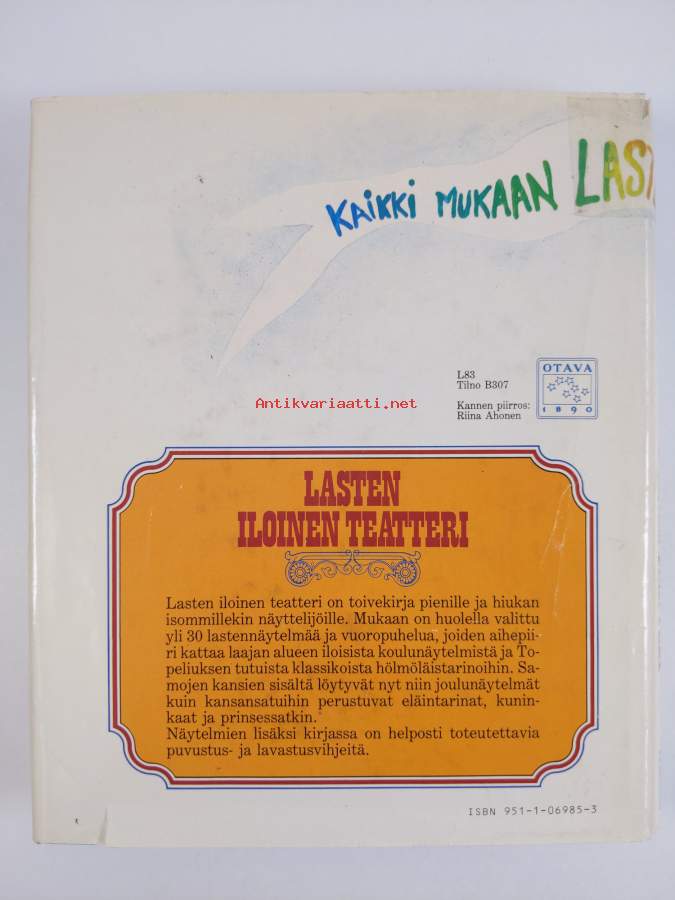 KAIKKI MUKAAN LAST
L83
Tilno B307
Kannen piirros:
Riina Ahonen
OTAVA
1890
Antikvariaatti.net
LASTEN
ILOINEN TEATTERI
Lasten iloinen teatteri on toivekirja pienille ja hiukan
isommillekin näyttelijöille. Mukaan on huolella valittu
yli 30 lastennäytelmää ja vuoropuhelua, joiden aihepii-
ri kattaa laajan alueen iloisista koulunäytelmistä ja To-
peliuksen tutuista klassikoista hölmöläistarinoihin. Sa-
mojen kansien sisältä löytyvät nyt niin joulunäytelmät
kuin kansansatuihin perustuvat eläintarinat, kunin-
kaat ja prinsessatkin.
Näytelmien lisäksi kirjassa on helposti toteutettavia
puvustus- ja lavastusvihjeitä.
ISBN 951-1-06985-3